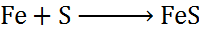 Fe + S ⟶ FeS